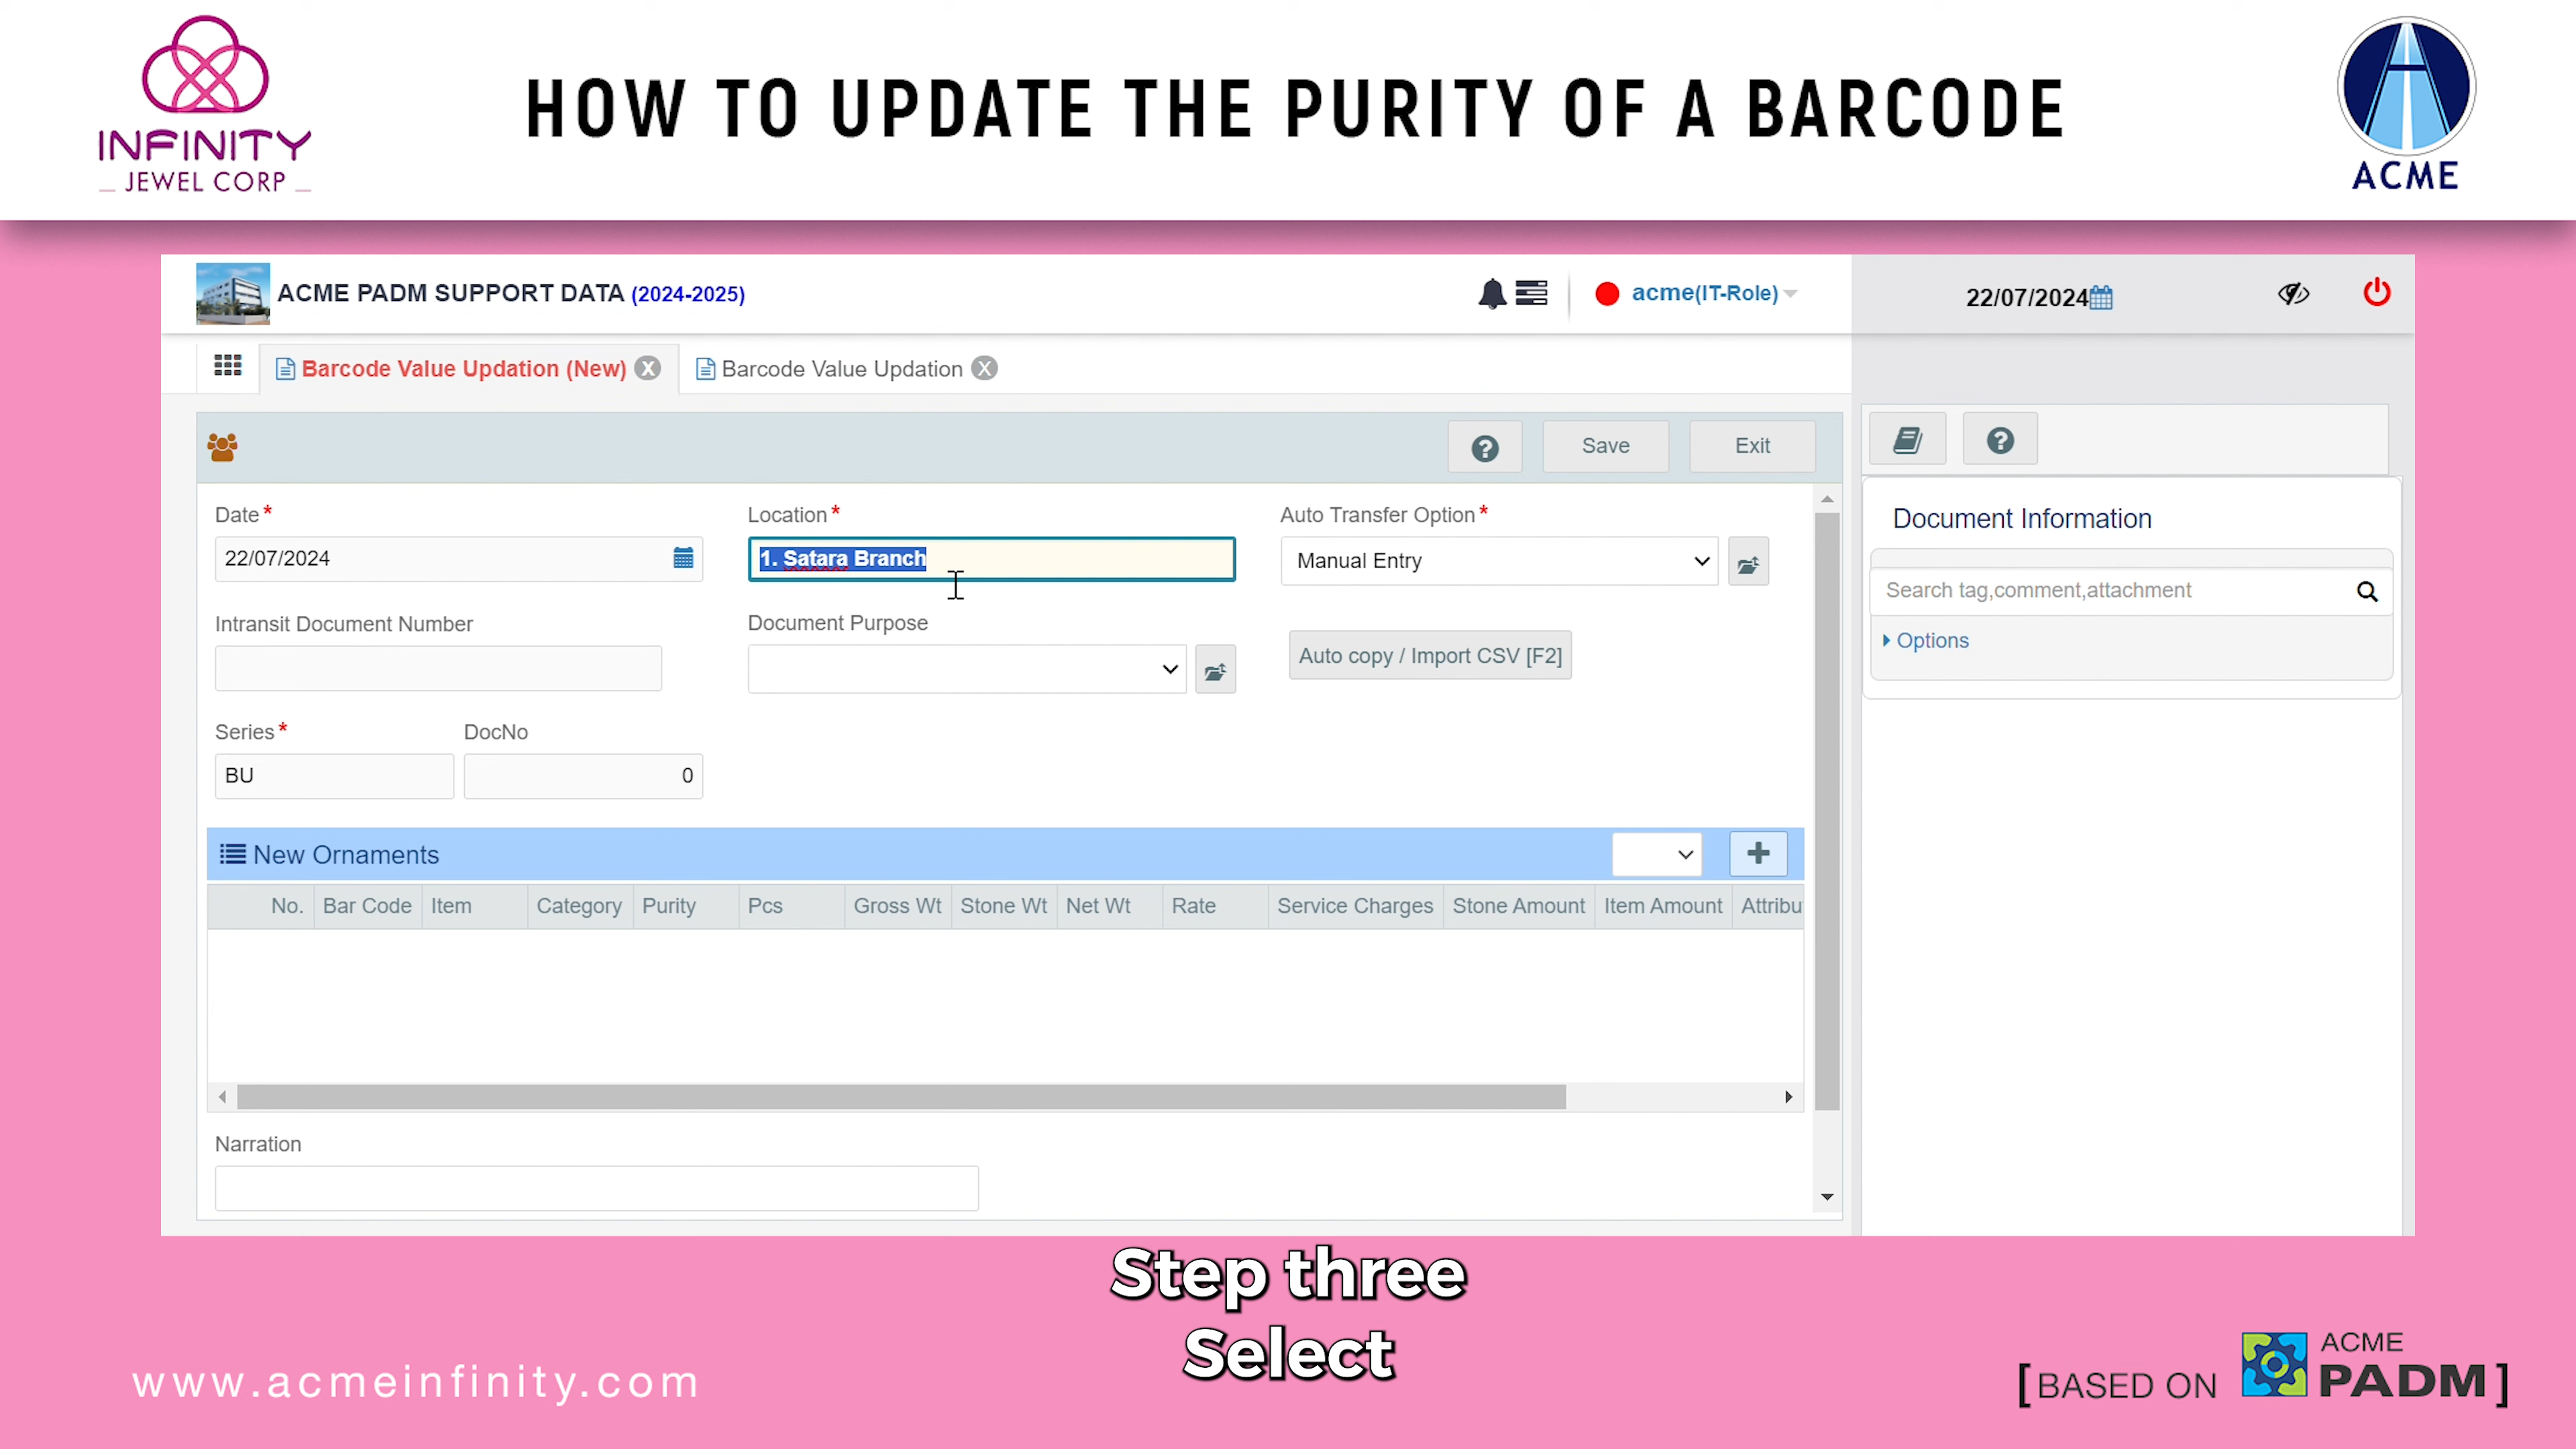 INFINITY
JEWEL CORP
HOW TO UPDATE THE PURITY OF A BARCODE
ACME
ACME PADM SUPPORT DATA (2024-2025)
acme(IT-Role)
22/07/2024
Barcode Value Updation (New)
Barcode Value Updation
Save
Exit
Date*
Location*
Auto Transfer Option*
22/07/2024
1. Satara Branch
Manual Entry
Intransit Document Number
Document Purpose
Auto copy / Import CSV [F2]
Series*
DocNo
BU
0
New Ornaments
No. Bar Code Item Category Purity Pcs Gross Wt Stone Wt Net Wt Rate Service Charges Stone Amount Item Amount Attribu
Narration
Document Information
Search tag,comment,attachment
Options
Step three
Select
www.acmeinfinity.com
[BASED ON ACME PADM]